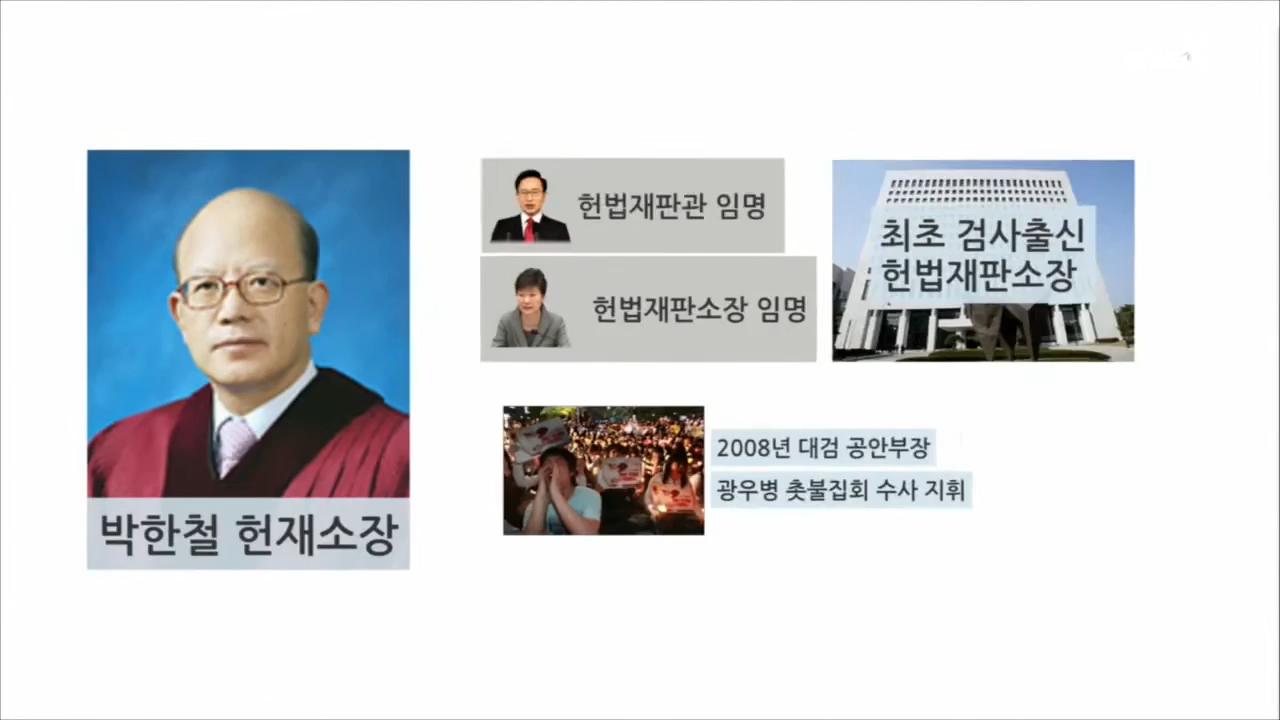 박한철 헌재소장
헌법재판관 임명
헌법재판소장 임명
최초 검사출신
헌법재판소장
2008년 대검 공안부장
광우병 촛불집회 수사 지휘